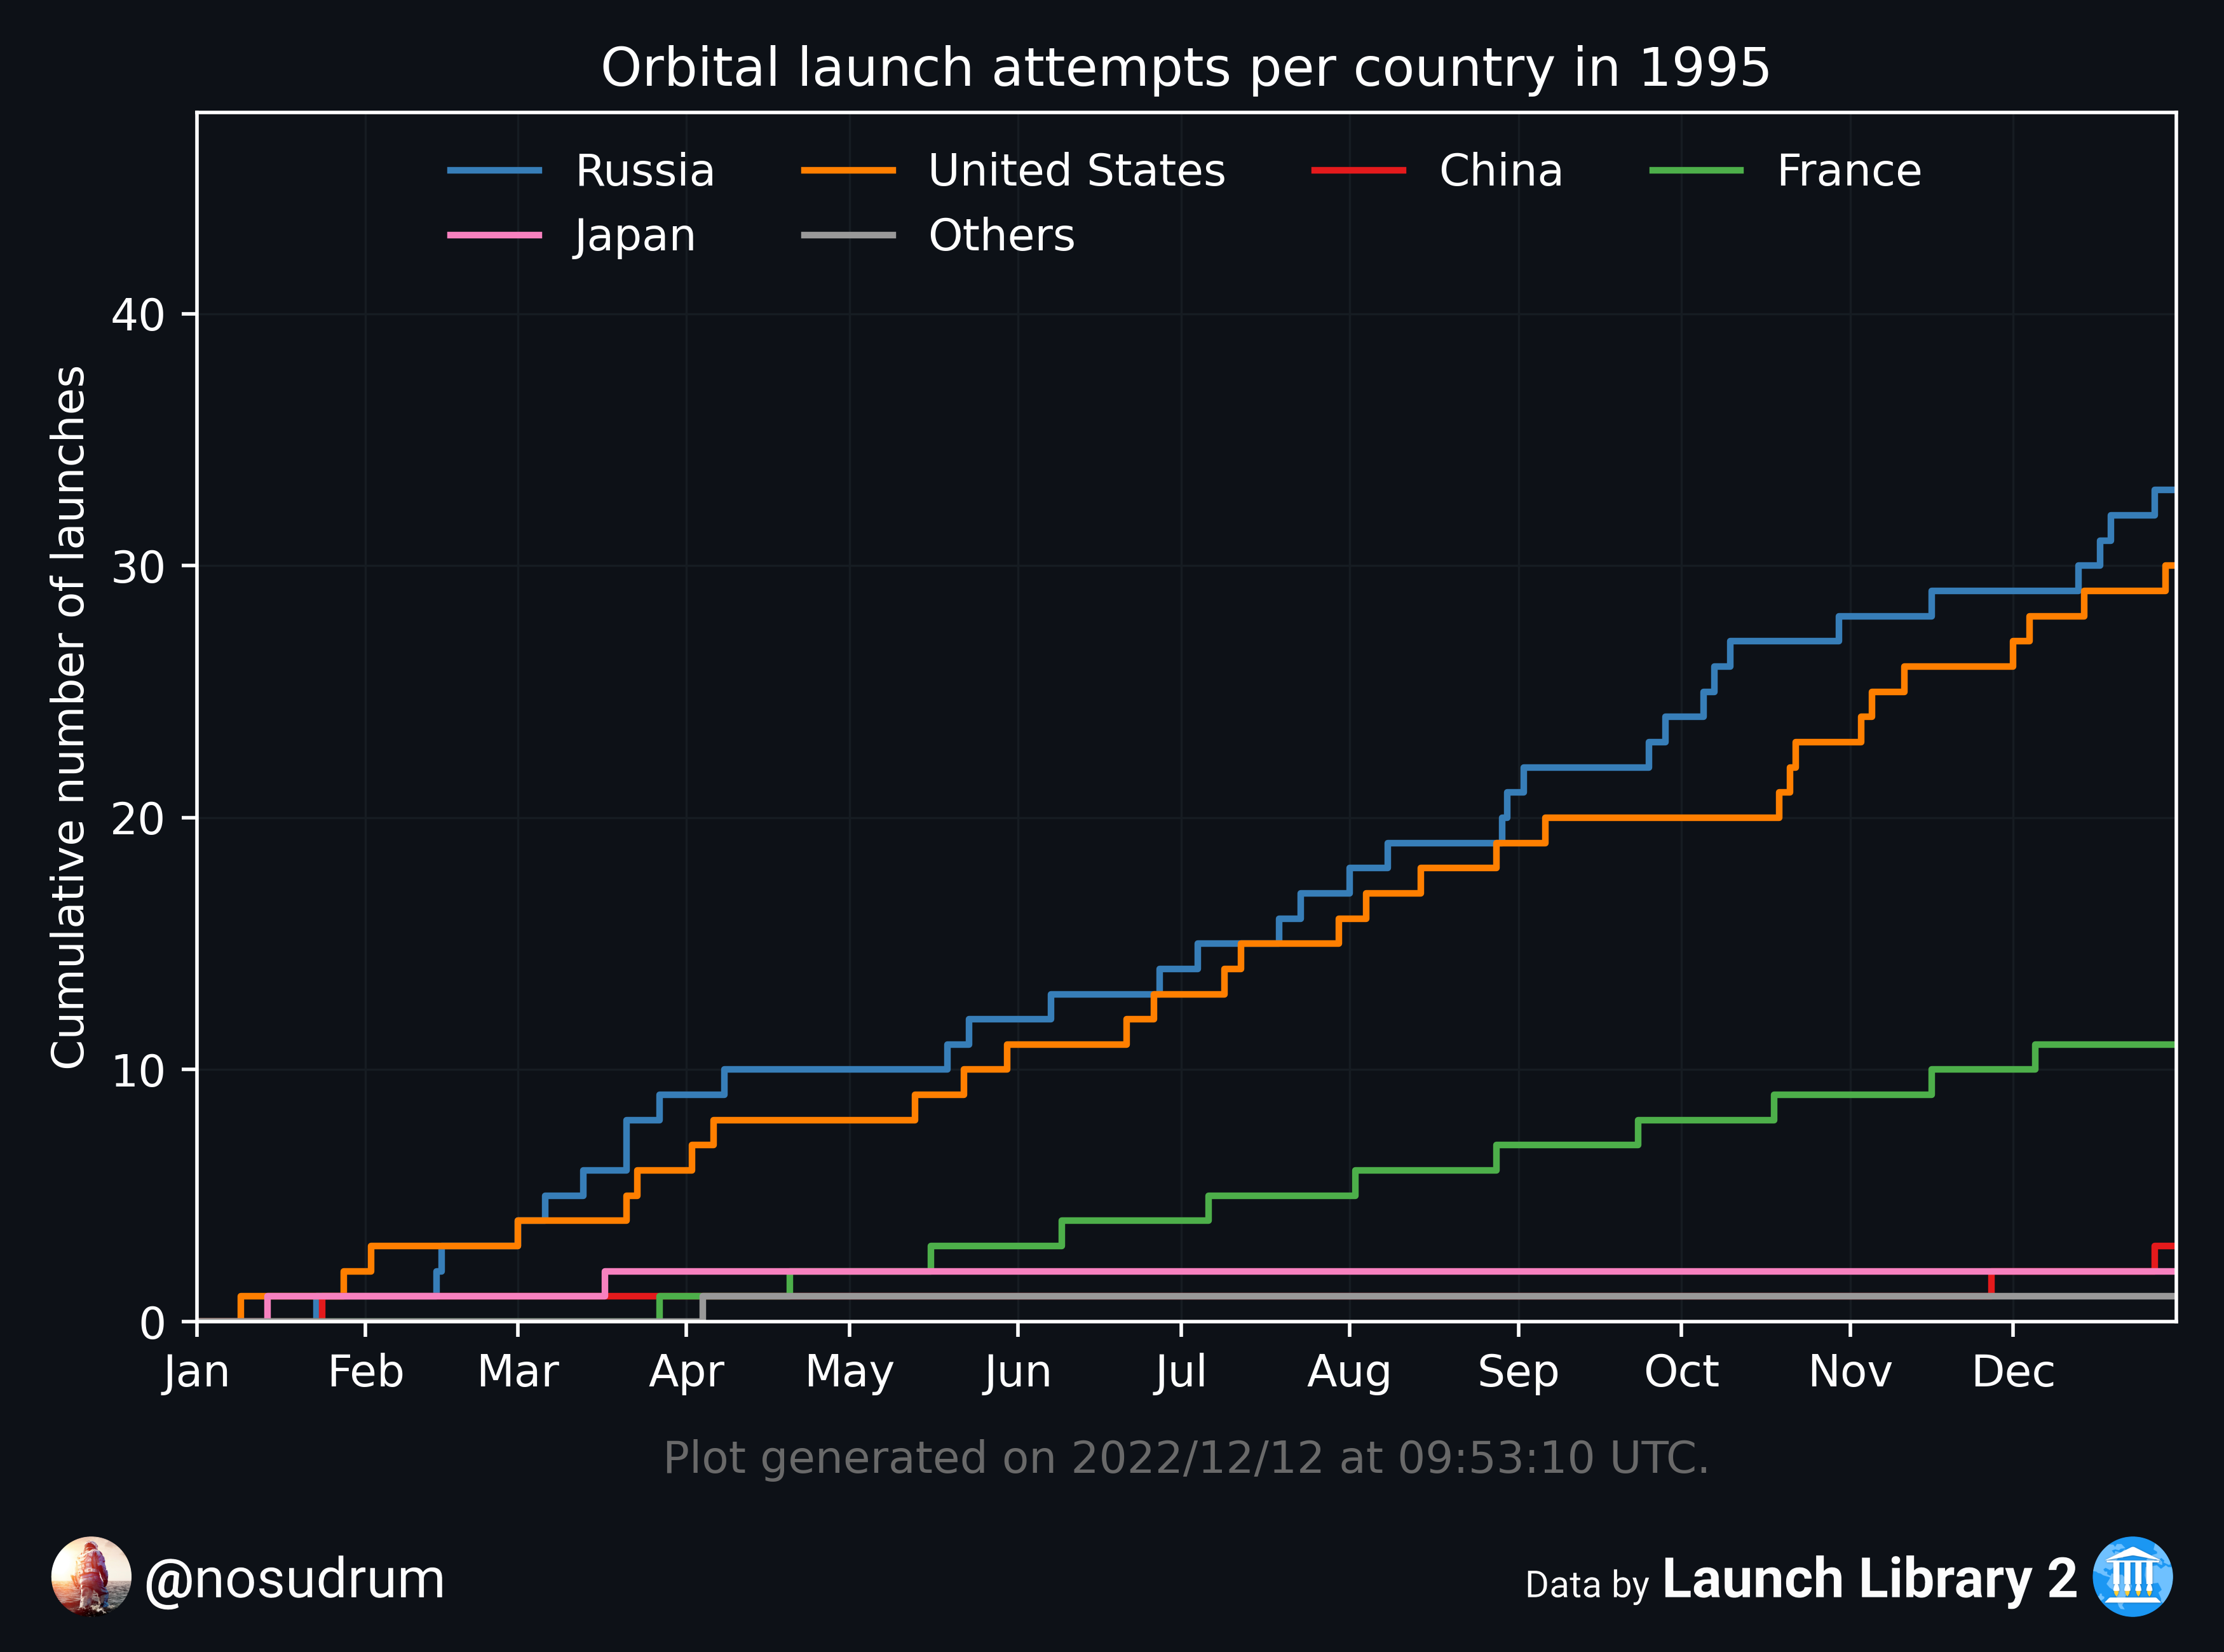 Orbital launch attempts per country in 1995
Russia United States China France
Japan Others
40
30
20
10
0
Cumulative number of launches
Jan Feb Mar Apr May Jun Jul Aug Sep Oct Nov Dec
Plot generated on 2022/12/12 at 09:53:10 UTC.
@nosudrum
Data by Launch Library 2